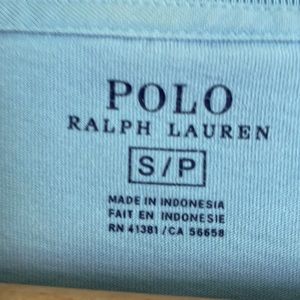 POLO
RALPH LAUREN
S/P
MADE IN INDONESIA
FAIT EN INDONESIE
RN 41381 / CA 56658